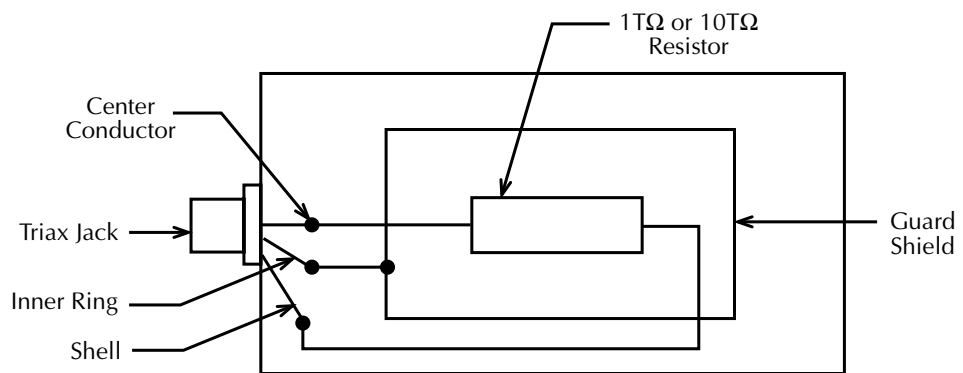 1TΩ or 10TΩ
Resistor
Center
Conductor
Triax Jack
Guard
Shield
Inner Ring
Shell